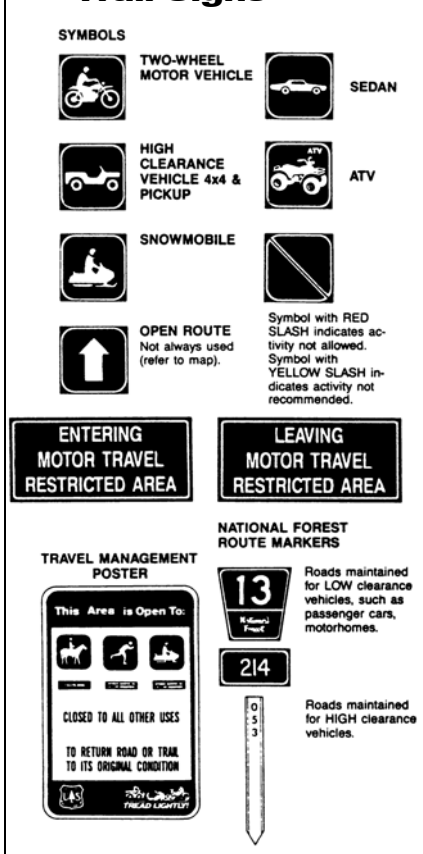 Trail Signs
SYMBOLS
TWO-WHEEL
MOTOR VEHICLE
SEDAN
HIGH
CLEARANCE
VEHICLE 4x4 &
PICKUP
ATV
ATV
SNOWMOBILE
OPEN ROUTE
Not always used
(refer to map).
Symbol with RED
SLASH indicates ac-
tivity not allowed.
Symbol with
YELLOW SLASH in-
dicates activity not
recommended.
ENTERING
MOTOR TRAVEL
RESTRICTED AREA
LEAVING
MOTOR TRAVEL
RESTRICTED AREA
TRAVEL MANAGEMENT
POSTER
This Area is Open To:
CLOSED TO ALL OTHER USES
TO RETURN ROAD OR TRAIL
TO ITS ORIGINAL CONDITION
TREAD LIGHTLY!
NATIONAL FOREST
ROUTE MARKERS
13
National
Forest
Roads maintained
for LOW clearance
vehicles, such as
passenger cars,
motorhomes.
214
0
5
3
Roads maintained
for HIGH clearance
vehicles.